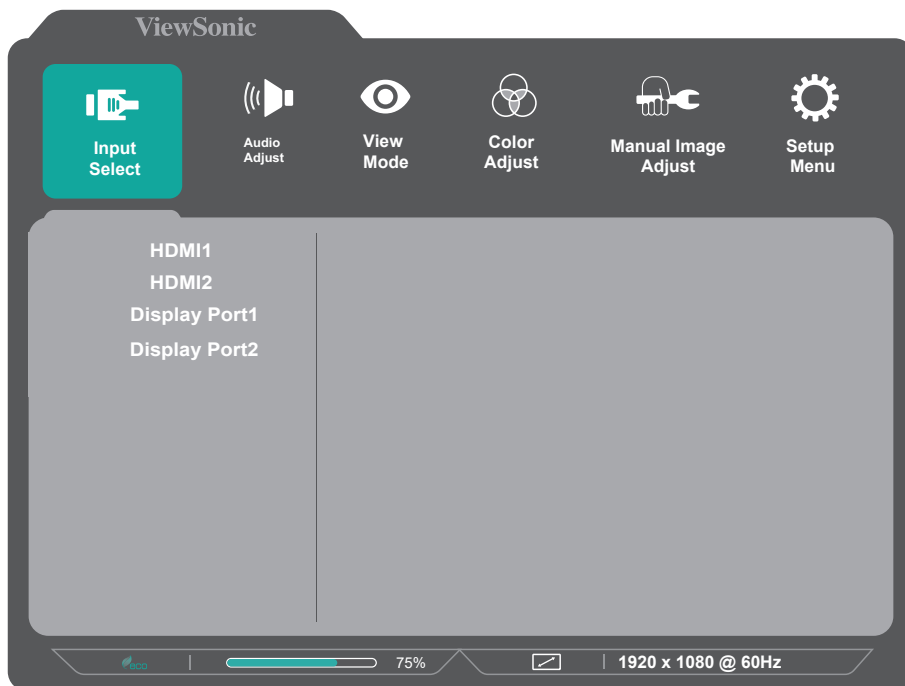 ViewSonic
Input
Select
Audio
Adjust
View
Mode
Color
Adjust
Manual Image
Adjust
Setup
Menu
HDMI1
HDMI2
Display Port1
Display Port2
eco
75%
1920 x 1080 @ 60Hz